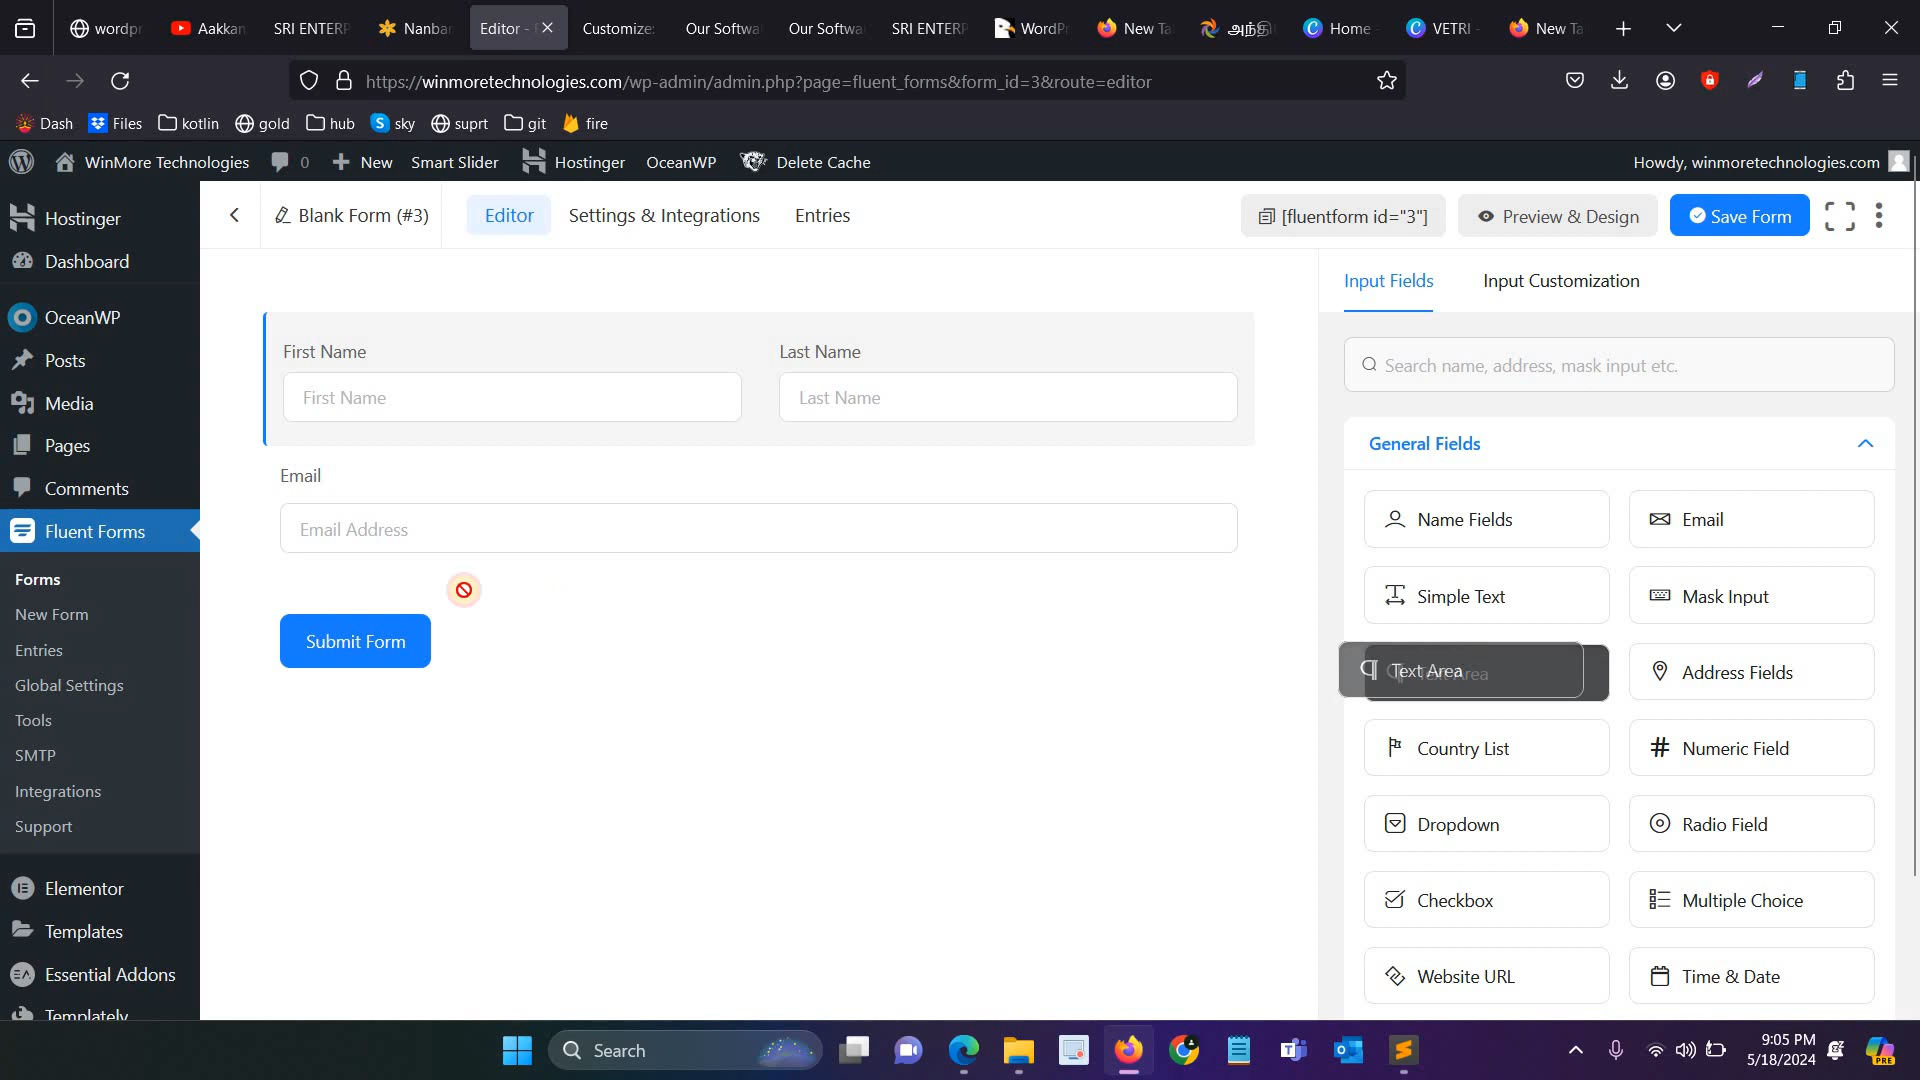 wordpr
Aakkan
SRI ENTERP
Nanban
Editor -
Customize:
Our Softwa
Our Softwa
SRI ENTERP
WordPr
New Ta
Home -
VETRI -
New Ta
https://winmoretechnologies.com/wp-admin/admin.php?page=fluent_forms&form_id=3&route=editor
Dash
Files
kotlin
gold
hub
sky
suprt
git
fire
WinMore Technologies
0
New
Smart Slider
Hostinger
OceanWP
Delete Cache
Howdy, winmoretechnologies.com
Hostinger
Dashboard
OceanWP
Posts
Media
Pages
Comments
Fluent Forms
Forms
New Form
Entries
Global Settings
Tools
SMTP
Integrations
Support
Elementor
Templates
Essential Addons
Templately
Blank Form (#3)
Editor
Settings & Integrations
Entries
[fluentform id="3"]
Preview & Design
Save Form
First Name
Last Name
First Name
Last Name
Email
Email Address
Submit Form
Input Fields
Input Customization
Search name, address, mask input etc.
General Fields
Name Fields
Email
Simple Text
Mask Input
Text Area
Text Area
Address Fields
Country List
Numeric Field
Dropdown
Radio Field
Checkbox
Multiple Choice
Website URL
Time & Date
Search
9:05 PM
5/18/2024
PRE